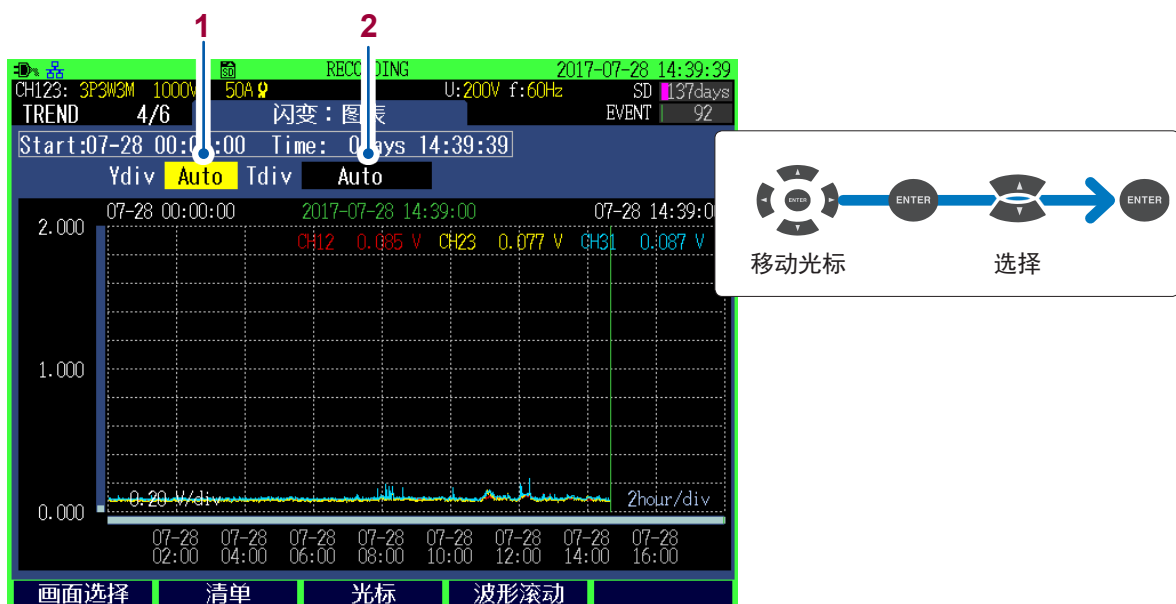 1 2
RECORDING 2017-07-28 14:39:39
CH123: 3P3W3M 1000V 50A U:200V f:60Hz SD 137days
TREND 4/6 闪变：图表 EVENT 92
Start:07-28 00:00:00 Time: 0days 14:39:39
Ydiv Auto Tdiv Auto
07-28 00:00:00 2017-07-28 14:39:00 07-28 14:39:0
2.000
CH12 0.085 V CH23 0.077 V CH31 0.087 V
1.000
0.20 V/div 2hour/div
0.000
07-28 07-28 07-28 07-28 07-28 07-28 07-28 07-28
02:00 04:00 06:00 08:00 10:00 12:00 14:00 16:00
画面选择 清单 光标 波形滚动
ENTER ENTER ENTER
移动光标 选择